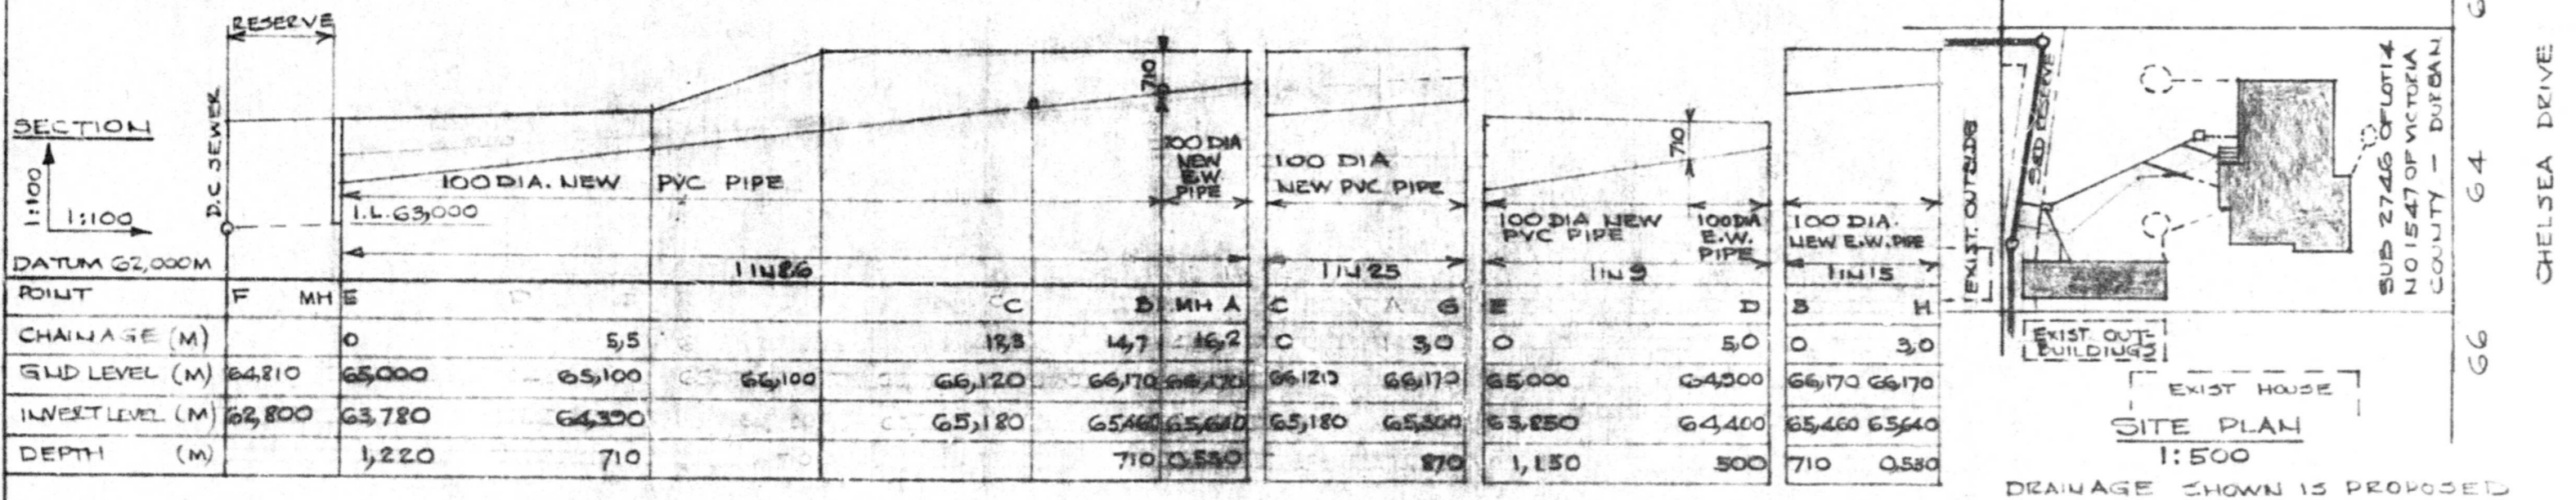 RESERVE
SECTION
1:100
1:100
D.C. SEWER
DATUM 62,000M
I.L. 63,000
100 DIA. NEW PVC PIPE
710
100 DIA
NEW
E.W.
PIPE
1 IN 86
100 DIA
NEW PVC PIPE
1 IN 25
710
100 DIA NEW
PVC PIPE
100 DIA
E.W.
PIPE
1 IN 9
100 DIA.
NEW E.W. PIPE
1 IN 15
POINT F MH E C B MH A C G E D B H
CHAINAGE (M) 0 5,5 14,7 16,2 0 3,0 0 5,0 0 3,0
GND LEVEL (M) 64,810 65,000 65,100 66,100 66,120 66,170 66,170 66,170 65,000 66,170 66,170
INVERT LEVEL (M) 62,800 63,780 64,390 65,180 65,460 65,640 65,180 65,300 63,850 64,400 65,460 65,640
DEPTH (M) 1,220 710 710 0,530 870 1,150 500 710 0,530
EXIST. OUTBLDG
RESERVE
EXIST. OUT-
BUILDINGS
EXIST HOUSE
SITE PLAN
1:500
DRAINAGE SHOWN IS PROPOSED
SUB 2746 OF LOT 14
NO 1547 OF VICTORIA
COUNTY – DURBAN
64
66
CHELSEA DRIVE